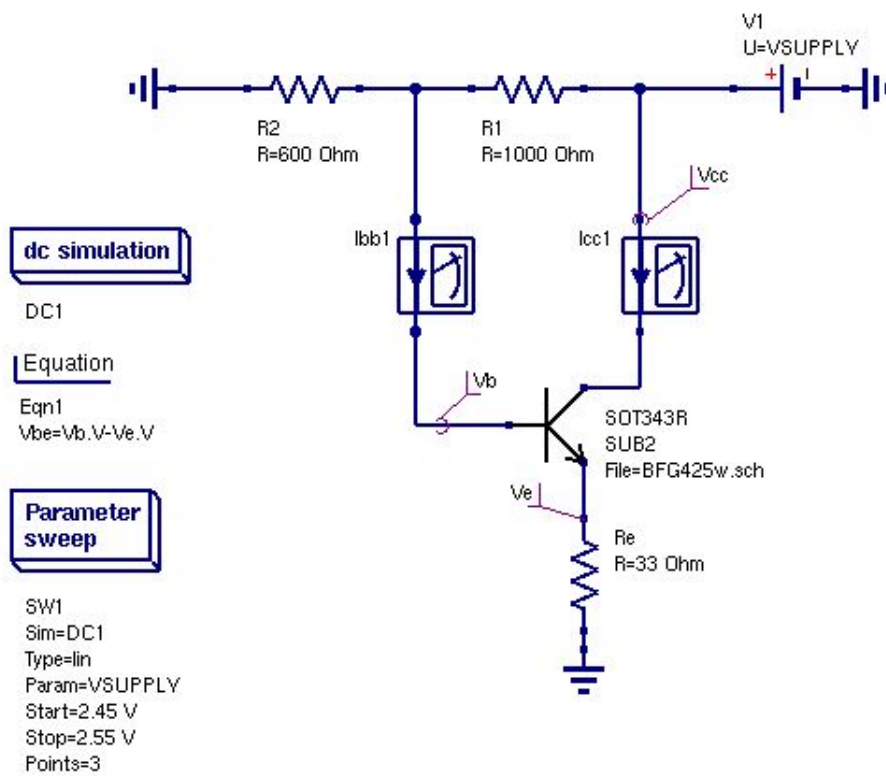 V1
U=VSUPPLY
+
R2
R=600 Ohm
R1
R=1000 Ohm
Vcc
Ibb1
Icc1
dc simulation
DC1
Equation
Eqn1
Vbe=Vb.V-Ve.V
Vb
SOT343R
SUB2
File=BFG425w.sch
Ve
Re
R=33 Ohm
Parameter
sweep
SW1
Sim=DC1
Type=lin
Param=VSUPPLY
Start=2.45 V
Stop=2.55 V
Points=3